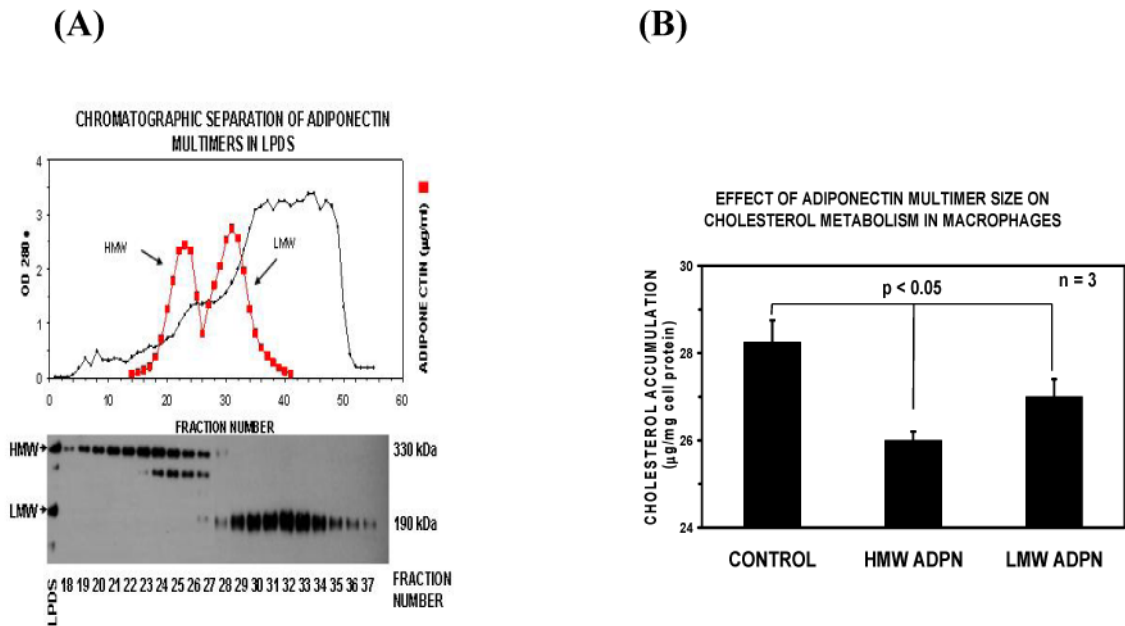 (A)
CHROMATOGRAPHIC SEPARATION OF ADIPONECTIN
MULTIMERS IN LPDS
4
3
2
1
0
OD 280 ●
HMW
LMW
ADIPONE CTIN (µg/ml) ■
0 10 20 30 40 50 60
FRACTION NUMBER
HMW
LMW
330 kDa
190 kDa
LPDS
18 19 20 21 22 23 24 25 26 27 28 29 30 31 32 33 34 35 36 37
FRACTION
NUMBER
(B)
EFFECT OF ADIPONECTIN MULTIMER SIZE ON
CHOLESTEROL METABOLISM IN MACROPHAGES
30
28
26
24
CHOLESTEROL ACCUMULATION
(µg/mg cell protein)
p < 0.05
n = 3
CONTROL HMW ADPN LMW ADPN